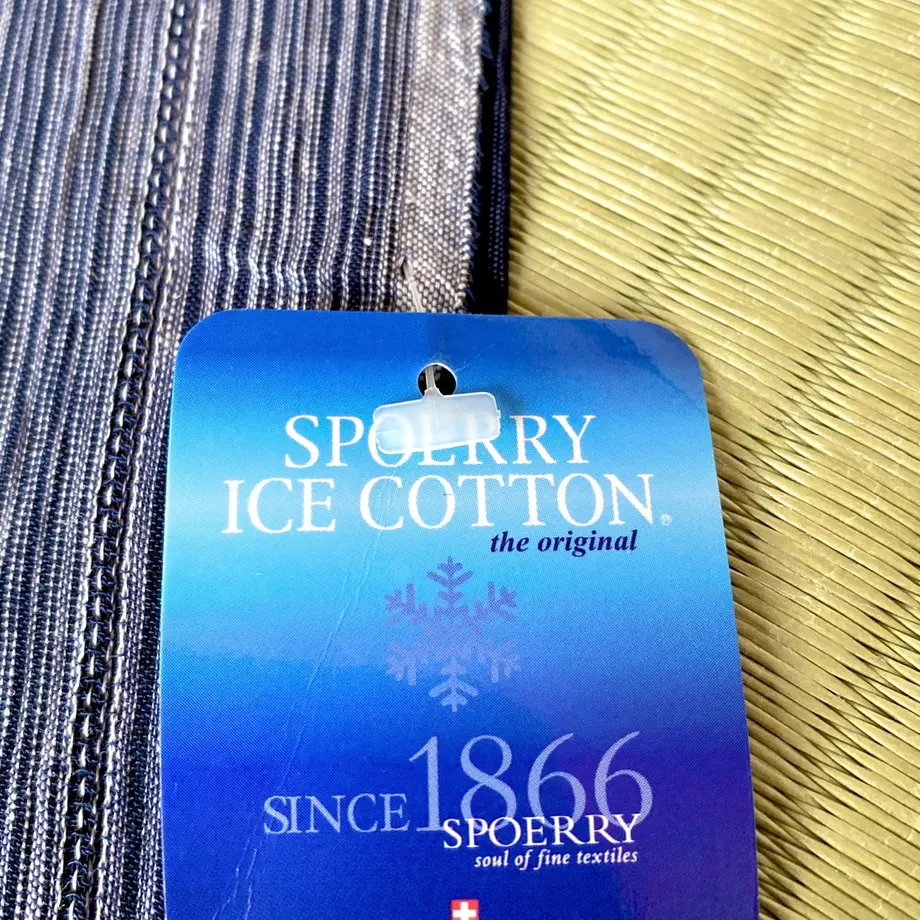 SPOERRY
ICE COTTON®
the original
SINCE 1866
SPOERRY
soul of fine textiles